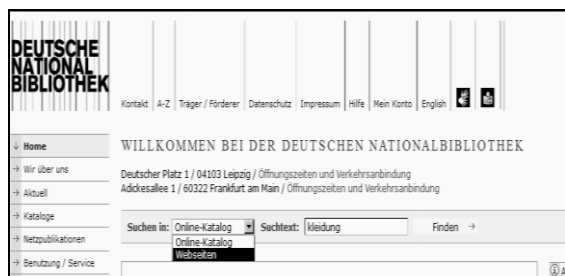 DEUTSCHE
NATIONAL
BIBLIOTHEK
Kontakt A-Z Träger / Förderer Datenschutz Impressum Hilfe Mein Konto English
↓ Home
→ Wir über uns
→ Aktuell
→ Kataloge
→ Netzpublikationen
→ Benutzung / Service
WILLKOMMEN BEI DER DEUTSCHEN NATIONALBIBLIOTHEK
Deutscher Platz 1 / 04103 Leipzig / Öffnungszeiten und Verkehrsanbindung
Adickesallee 1 / 60322 Frankfurt am Main / Öffnungszeiten und Verkehrsanbindung
Suchen in: Online-Katalog Suchtext: kleidung Finden →
Online-Katalog
Webseiten